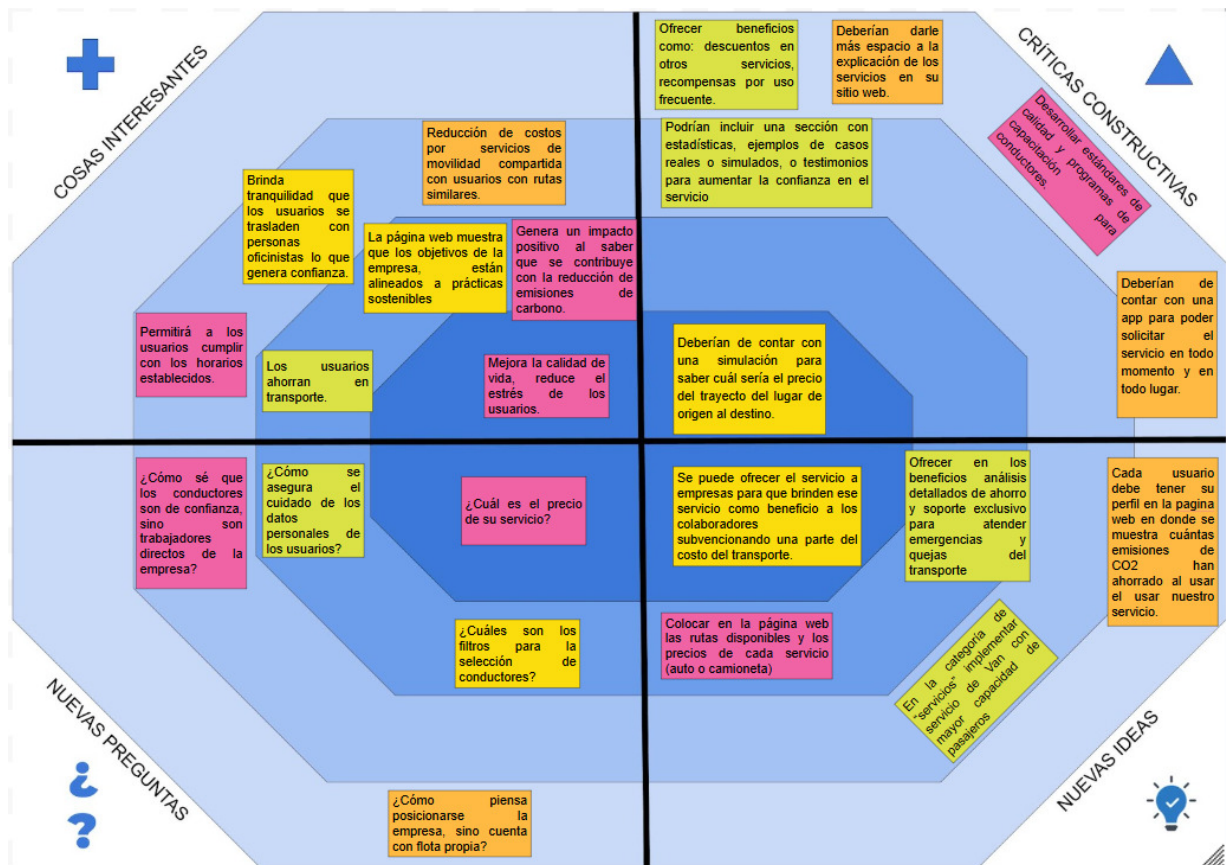 COSAS INTERESANTES
Reducción de costos
por servicios de
movilidad compartida
con usuarios con rutas
similares.
Brinda
tranquilidad que
los usuarios se
trasladen con
personas
oficinistas lo que
genera confianza.
La página web muestra
que los objetivos de la
empresa, están
alineados a prácticas
sostenibles
Genera un impacto
positivo al saber
que se contribuye
con la reducción de
emisiones de
carbono.
Permitirá a los
usuarios cumplir
con los horarios
establecidos.
Los usuarios
ahorran en
transporte.
Mejora la calidad de
vida, reduce el
estrés de los
usuarios.
CRÍTICAS CONSTRUCTIVAS
Ofrecer beneficios
como: descuentos en
otros servicios,
recompensas por uso
frecuente.
Deberían darle
más espacio a la
explicación de los
servicios en su
sitio web.
Podrían incluir una sección con
estadísticas, ejemplos de casos
reales o simulados, o testimonios
para aumentar la confianza en el
servicio
Desarrollar estándares de
calidad y programas de
capacitación para
conductores.
Deberían de
contar con una
app para poder
solicitar el
servicio en todo
momento y en
todo lugar.
Deberían de contar con
una simulación para
saber cuál sería el precio
del trayecto del lugar de
origen al destino.
¿Cómo sé que
los conductores
son de confianza,
sino son
trabajadores
directos de la
empresa?
¿Cómo se
asegura el
cuidado de los
datos
personales de
los usuarios?
¿Cuál es el precio
de su servicio?
¿Cuáles son los
filtros para la
selección de
conductores?
¿Cómo piensa
posicionarse la
empresa, sino cuenta
con flota propia?
NUEVAS PREGUNTAS
¿
?
Se puede ofrecer el servicio a
empresas para que brinden ese
servicio como beneficio a los
colaboradores
subvencionando una parte del
costo del transporte.
Ofrecer en los
beneficios análisis
detallados de ahorro
y soporte exclusivo
para atender
emergencias y
quejas del
transporte
Cada usuario
debe tener su
perfil en la pagina
web en donde se
muestra cuántas
emisiones de
CO2 han
ahorrado al usar
el usar nuestro
servicio.
Colocar en la página web
las rutas disponibles y los
precios de cada servicio
(auto o camioneta)
En la categoría de
"servicios" implementar
servicio de Van con
mayor capacidad de
pasajeros
NUEVAS IDEAS